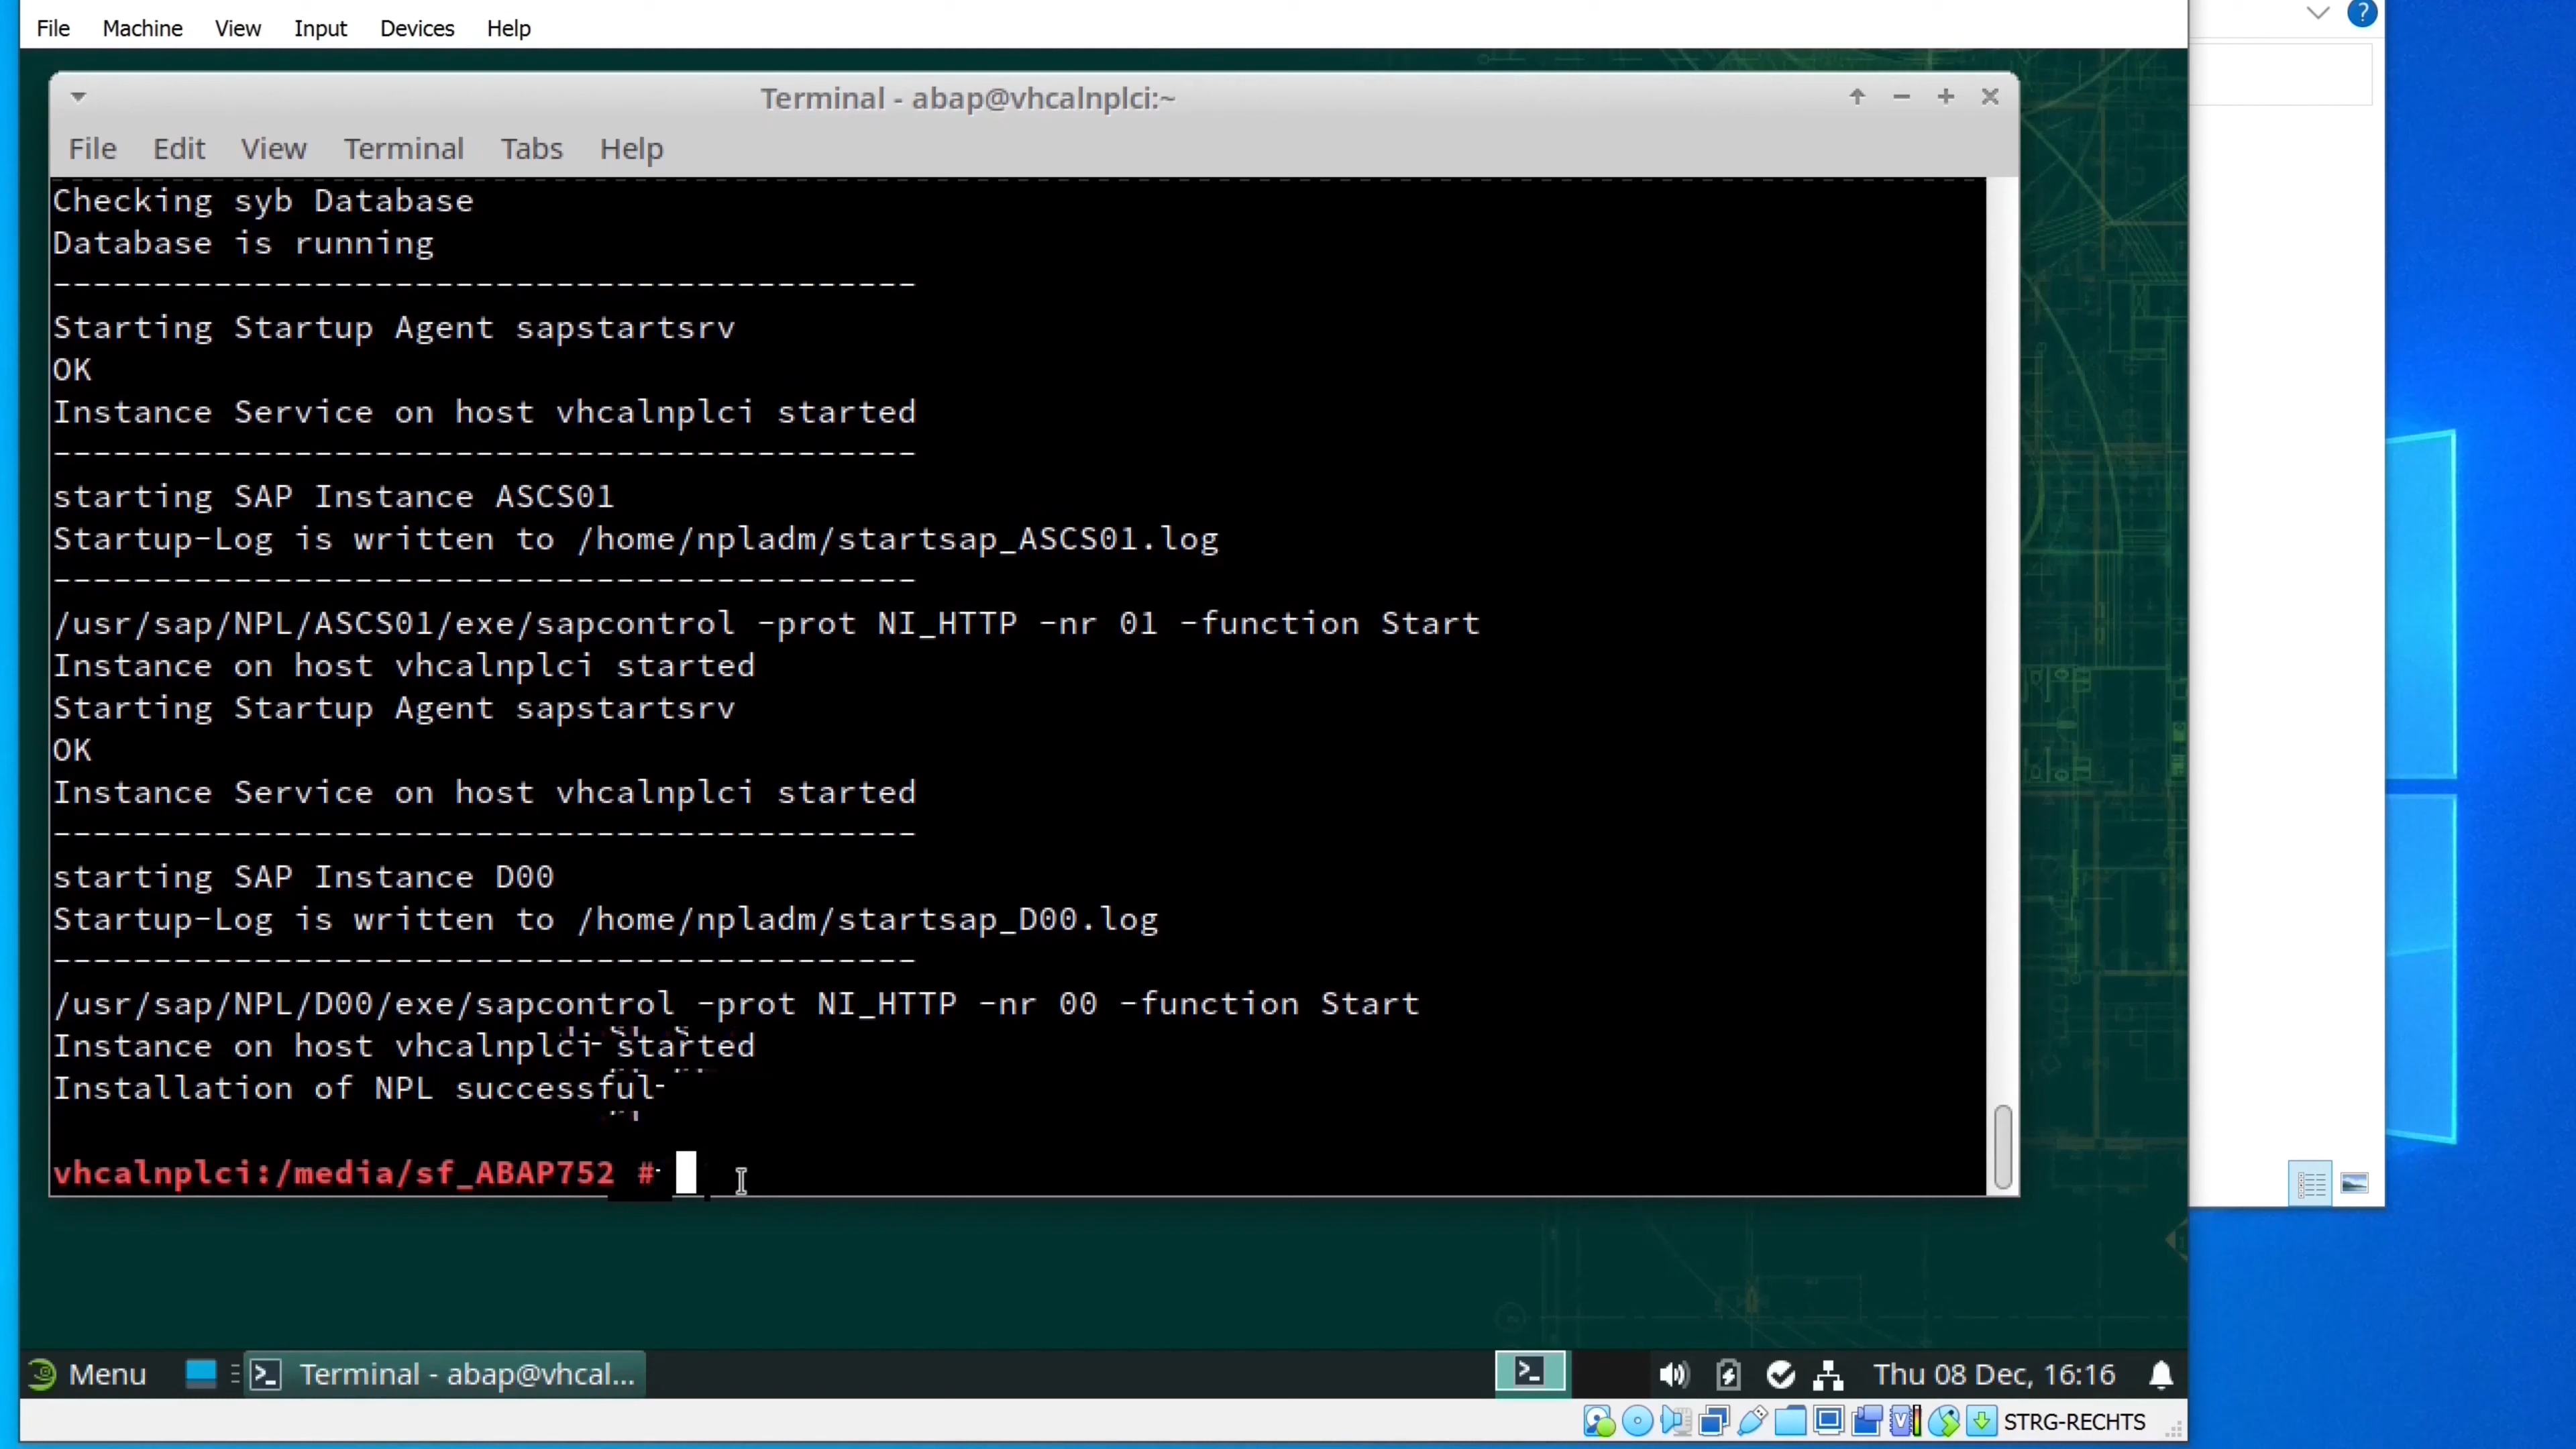 File Machine View Input Devices Help
Terminal - abap@vhcalnplci:~
File Edit View Terminal Tabs Help
Checking syb Database
Database is running
-------------------------------------------
Starting Startup Agent sapstartsrv
OK
Instance Service on host vhcalnplci started
-------------------------------------------
starting SAP Instance ASCS01
Startup-Log is written to /home/npladm/startsap_ASCS01.log
-------------------------------------------
/usr/sap/NPL/ASCS01/exe/sapcontrol -prot NI_HTTP -nr 01 -function Start
Instance on host vhcalnplci started
Starting Startup Agent sapstartsrv
OK
Instance Service on host vhcalnplci started
-------------------------------------------
starting SAP Instance D00
Startup-Log is written to /home/npladm/startsap_D00.log
-------------------------------------------
/usr/sap/NPL/D00/exe/sapcontrol -prot NI_HTTP -nr 00 -function Start
Instance on host vhcalnplci started
Installation of NPL successful
vhcalnplci:/media/sf_ABAP752 #
Menu Terminal - abap@vhcal... Thu 08 Dec, 16:16
STRG-RECHTS